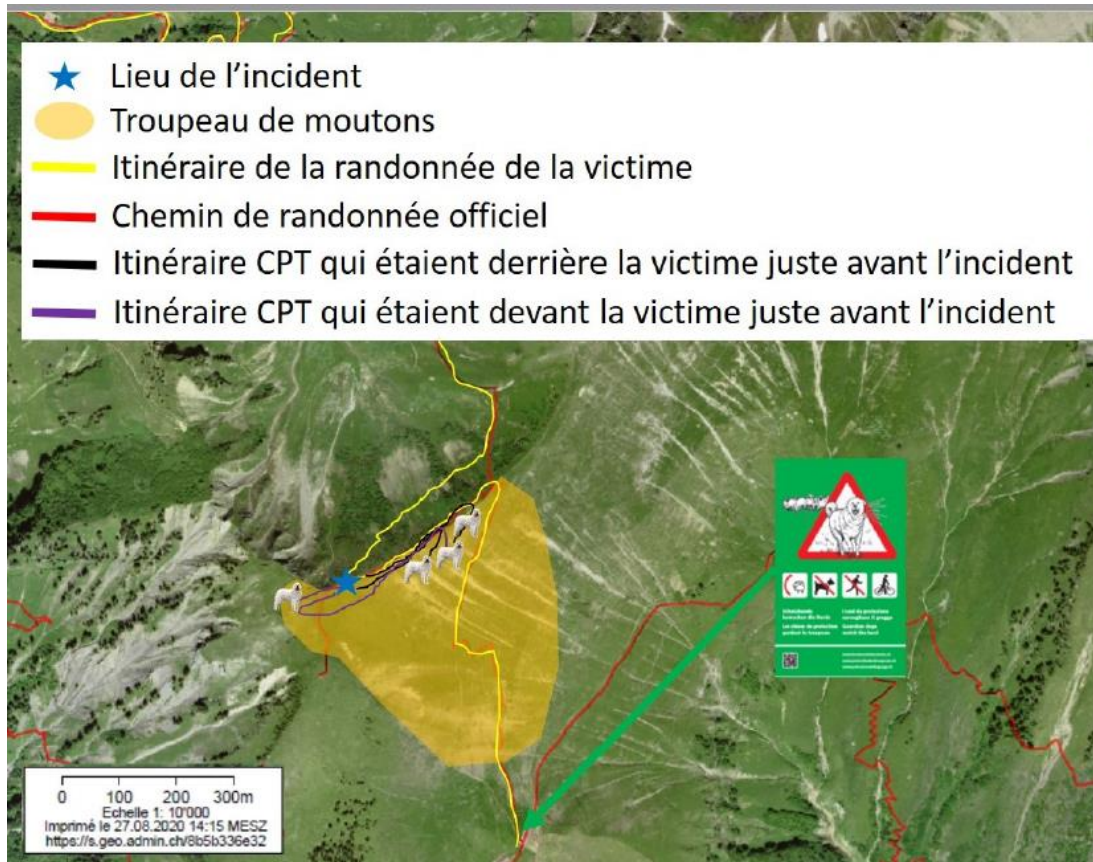 Lieu de l’incident
Troupeau de moutons
Itinéraire de la randonnée de la victime
Chemin de randonnée officiel
Itinéraire CPT qui étaient derrière la victime juste avant l’incident
Itinéraire CPT qui étaient devant la victime juste avant l’incident
0 100 200 300m
Echelle 1: 10'000
Imprimé le 27.08.2020 14:15 MESZ
https://s.geo.admin.ch/8b5b336e32